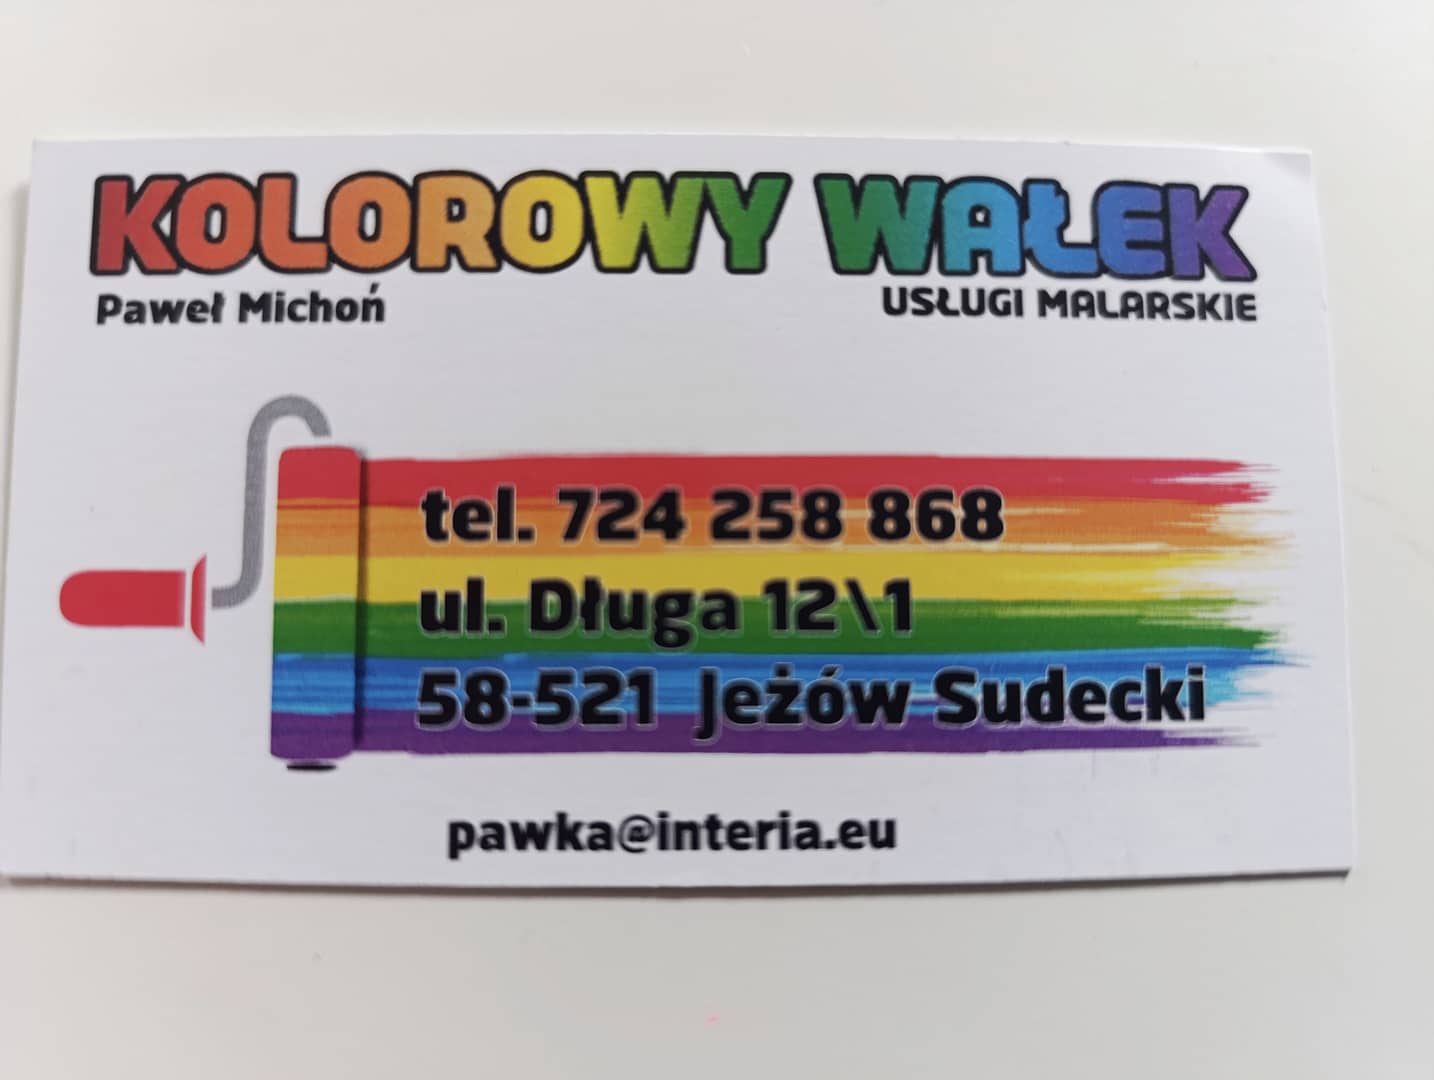 KOLOROWY WAŁEK
Paweł Michoń
USŁUGI MALARSKIE
tel. 724 258 868
ul. Długa 12\1
58-521 Jeżów Sudecki
pawka@interia.eu